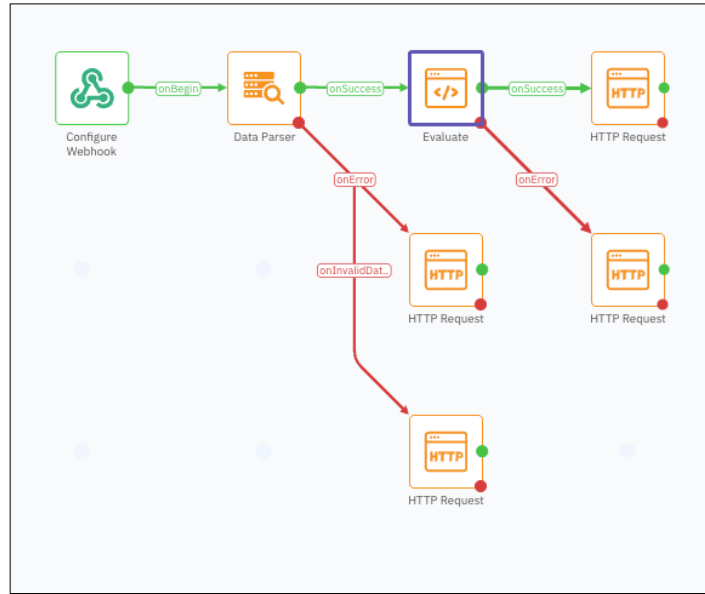 onBegin
onSuccess
</>
onSuccess
HTTP
Configure
Webhook
Data Parser
Evaluate
HTTP Request
onError
onError
onInvalidDat..
HTTP
HTTP
HTTP Request
HTTP Request
HTTP
HTTP Request